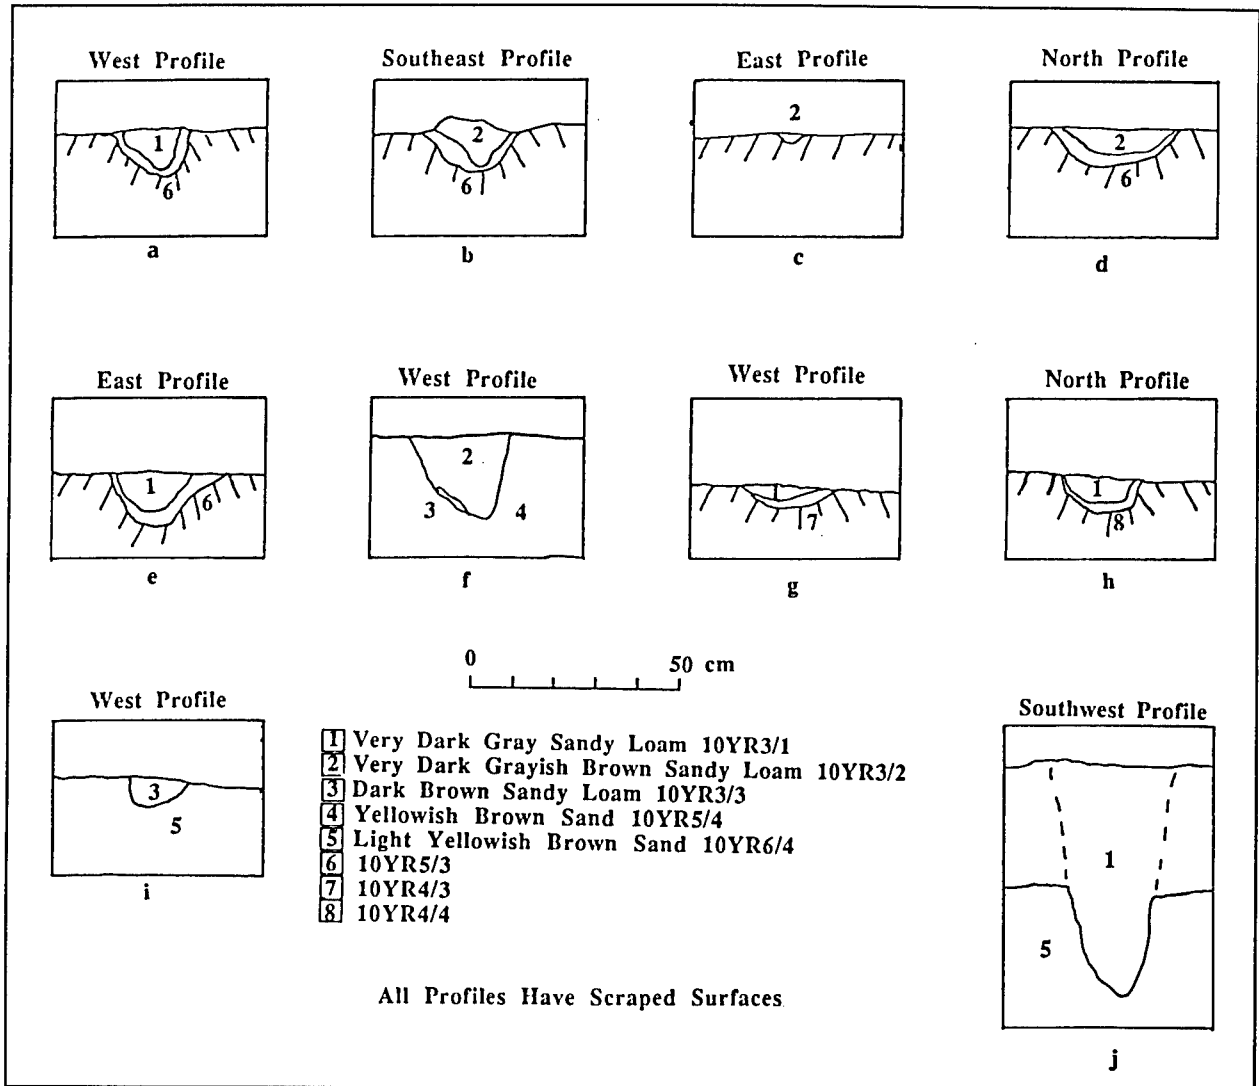 West Profile
Southeast Profile
East Profile
North Profile
1
6
a
2
6
b
2
c
2
6
d
East Profile
West Profile
West Profile
North Profile
1
6
e
2
3
4
f
7
g
1
8
h
0 50 cm
West Profile
3
5
i
1 Very Dark Gray Sandy Loam 10YR3/1
2 Very Dark Grayish Brown Sandy Loam 10YR3/2
3 Dark Brown Sandy Loam 10YR3/3
4 Yellowish Brown Sand 10YR5/4
5 Light Yellowish Brown Sand 10YR6/4
6 10YR5/3
7 10YR4/3
8 10YR4/4
All Profiles Have Scraped Surfaces
Southwest Profile
1
5
j